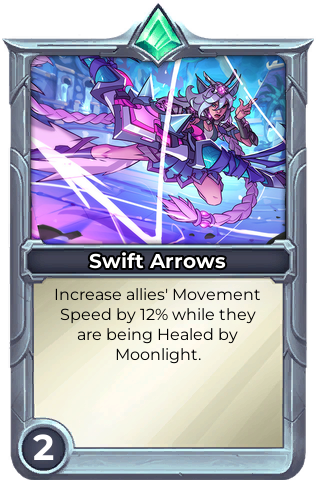 Swift Arrows
Increase allies' Movement
Speed by 12% while they
are being Healed by
Moonlight.
2